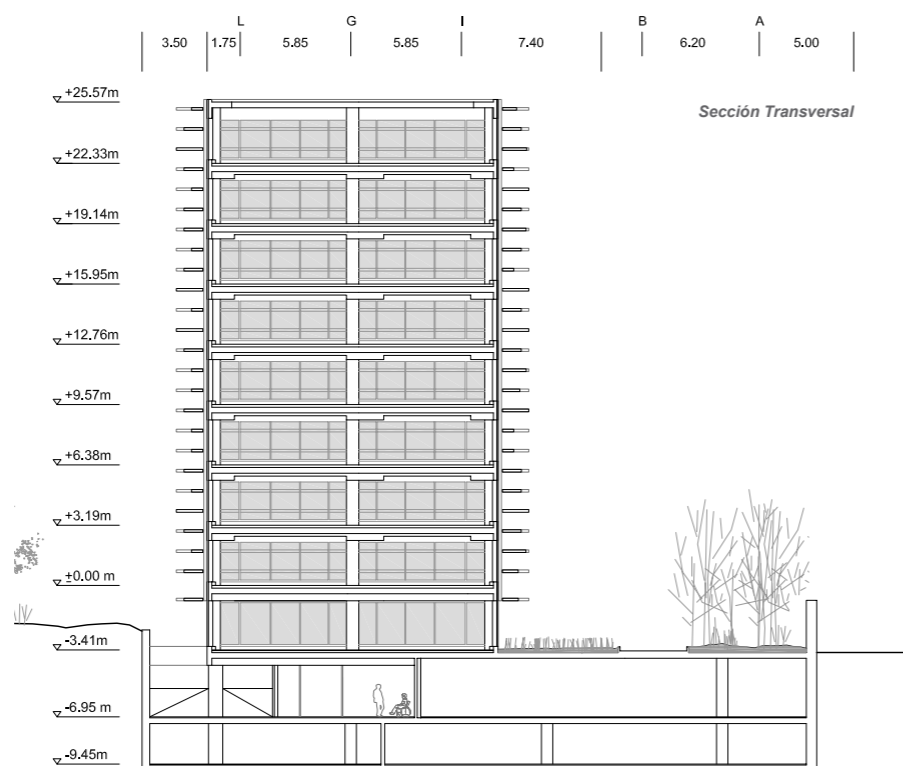 L G I B A
3.50 1.75 5.85 5.85 7.40 6.20 5.00
+25.57m
Sección Transversal
+22.33m
+19.14m
+15.95m
+12.76m
+9.57m
+6.38m
+3.19m
+0.00 m
-3.41m
-6.95 m
-9.45m